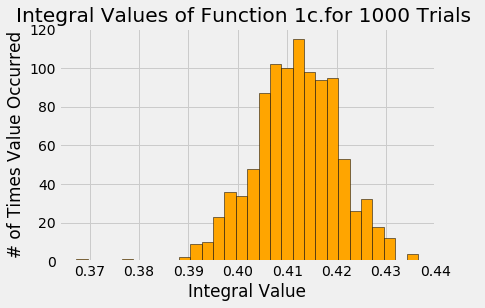 Integral Values of Function 1c.for 1000 Trials
# of Times Value Occurred
120
100
80
60
40
20
0
0.37 0.38 0.39 0.40 0.41 0.42 0.43 0.44
Integral Value